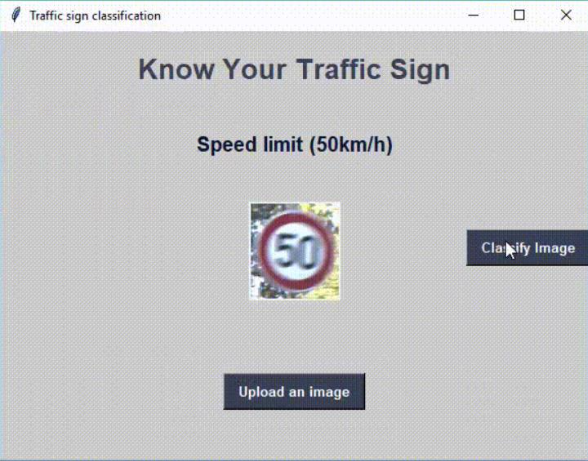 Traffic sign classification
Know Your Traffic Sign
Speed limit (50km/h)
50
Classify Image
Upload an image